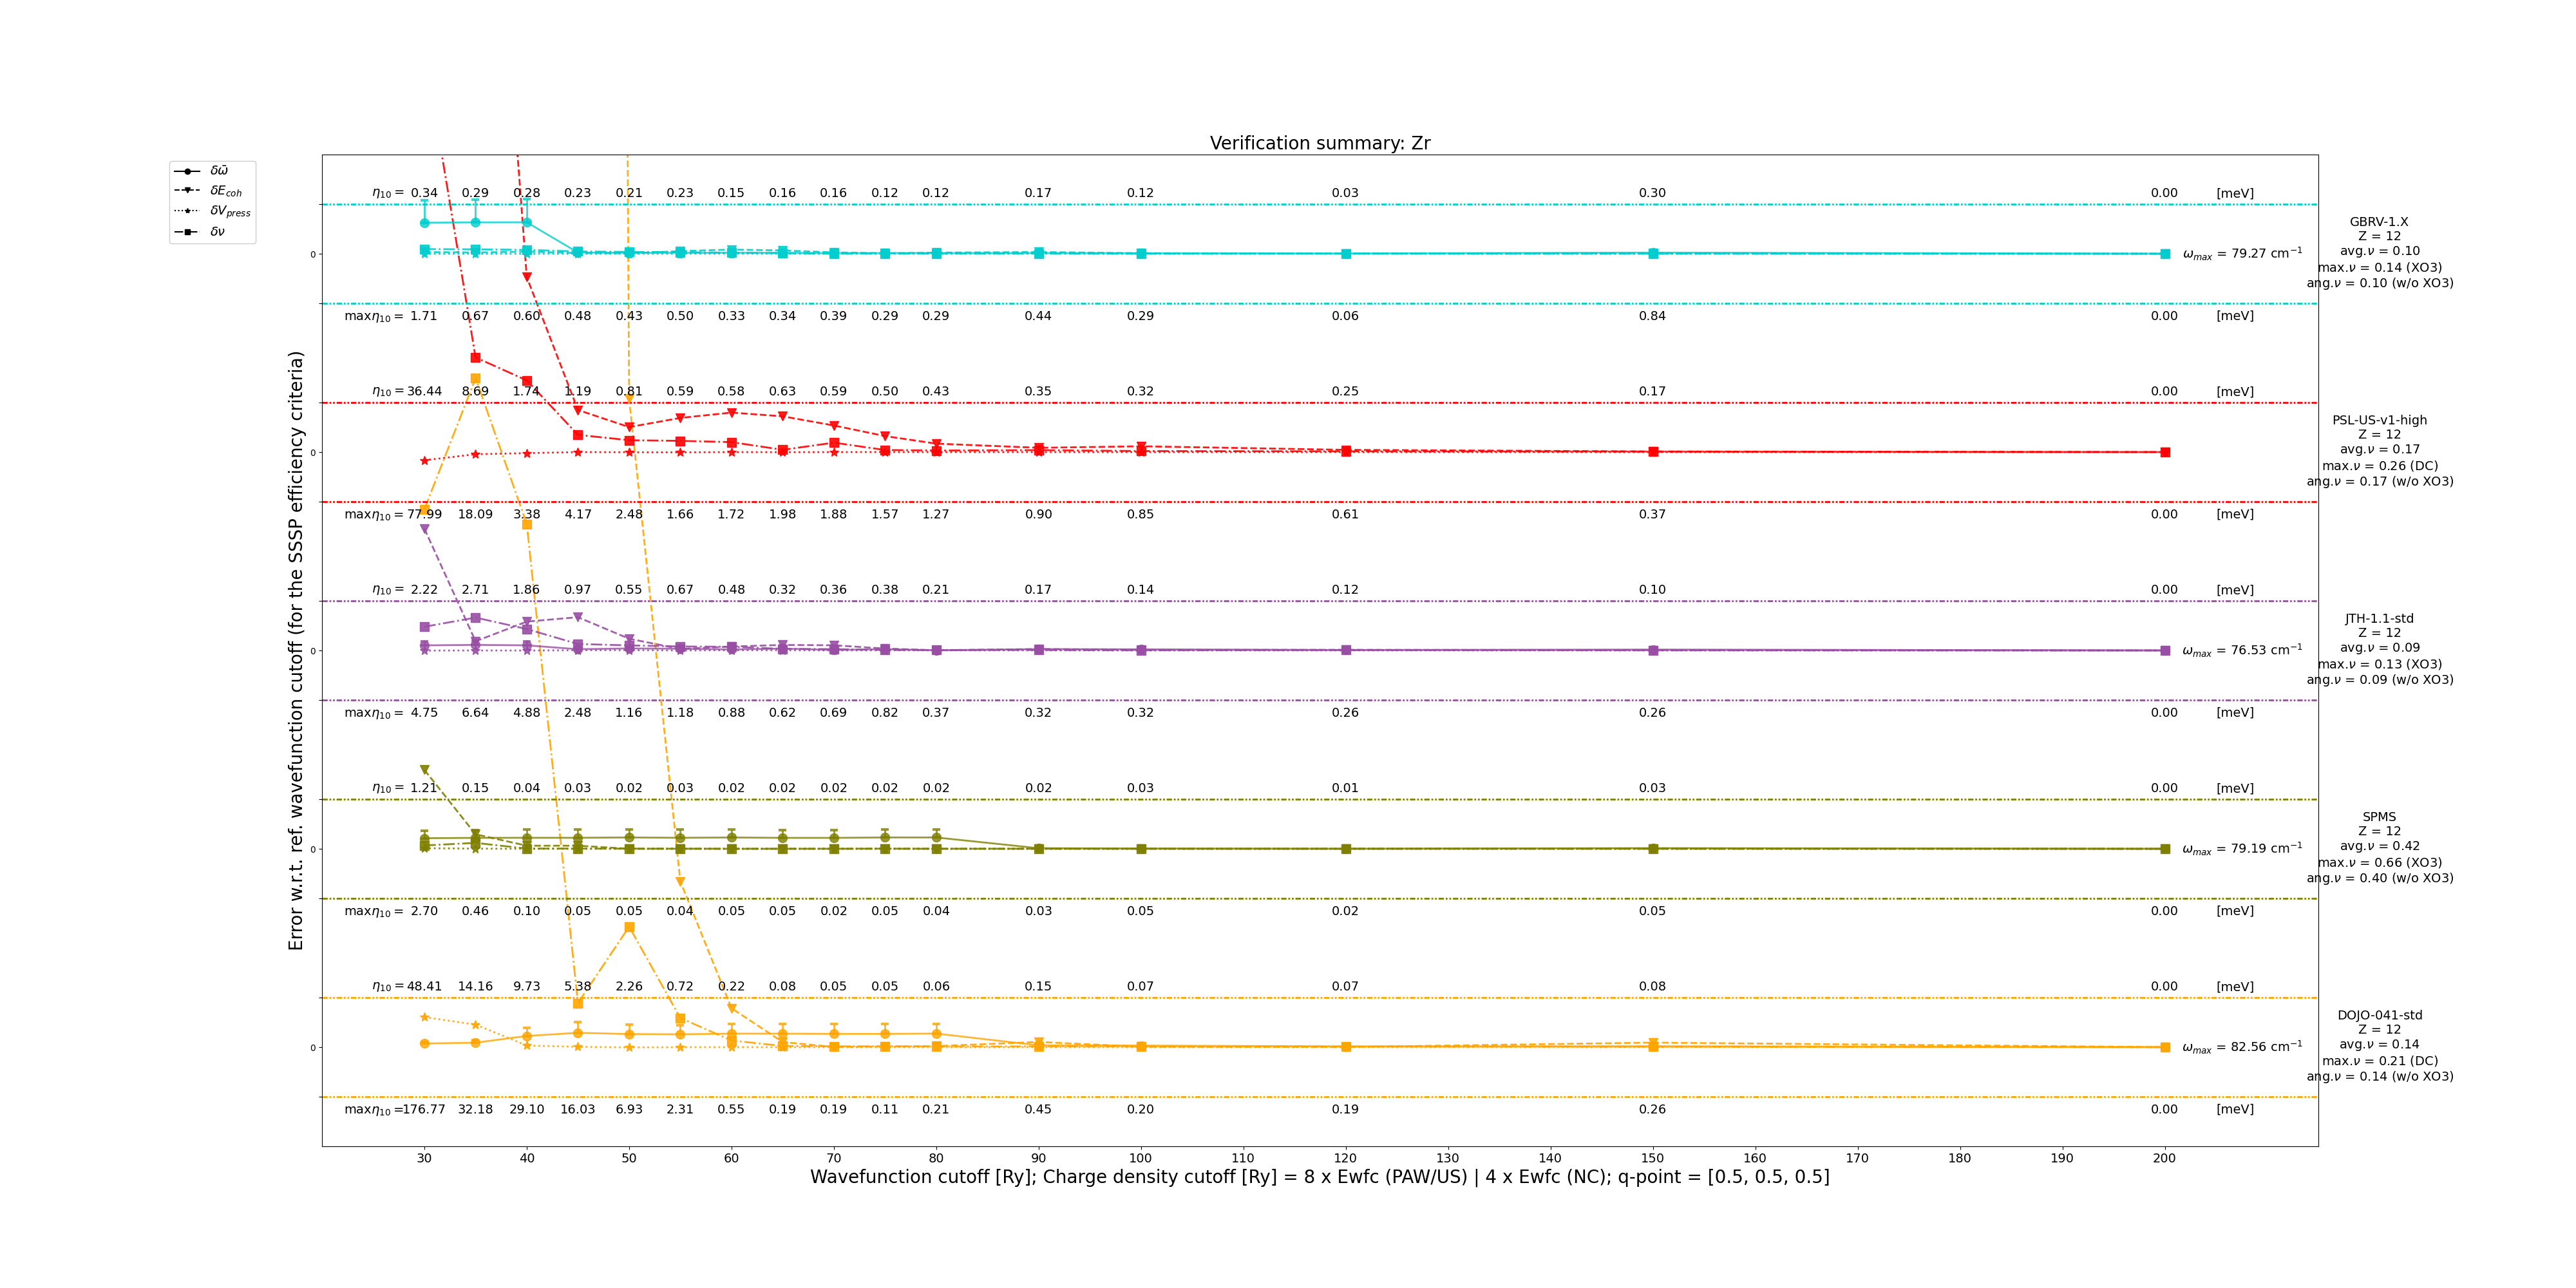 Verification summary: Zr
δω̄
δE_coh
δV_press
δν
Error w.r.t. ref. wavefunction cutoff (for the SSSP efficiency criteria)
η₁₀ = 0.34 0.29 0.28 0.23 0.21 0.23 0.15 0.16 0.16 0.12 0.12 0.17 0.12 0.03 0.30 0.00 [meV]
0
ω_max = 79.27 cm⁻¹
GBRV-1.X
Z = 12
avg.ν = 0.10
max.ν = 0.14 (XO3)
ang.ν = 0.10 (w/o XO3)
maxη₁₀ = 1.71 0.67 0.60 0.48 0.43 0.50 0.33 0.34 0.39 0.29 0.29 0.44 0.29 0.06 0.84 0.00 [meV]
η₁₀ = 36.44 8.69 1.74 1.19 0.81 0.59 0.58 0.63 0.59 0.50 0.43 0.35 0.32 0.25 0.17 0.00 [meV]
0
PSL-US-v1-high
Z = 12
avg.ν = 0.17
max.ν = 0.26 (DC)
ang.ν = 0.17 (w/o XO3)
maxη₁₀ = 77.99 18.09 3.38 4.17 2.48 1.66 1.72 1.98 1.88 1.57 1.27 0.90 0.85 0.61 0.37 0.00 [meV]
η₁₀ = 2.22 2.71 1.86 0.97 0.55 0.67 0.48 0.32 0.36 0.38 0.21 0.17 0.14 0.12 0.10 0.00 [meV]
0
ω_max = 76.53 cm⁻¹
JTH-1.1-std
Z = 12
avg.ν = 0.09
max.ν = 0.13 (XO3)
ang.ν = 0.09 (w/o XO3)
maxη₁₀ = 4.75 6.64 4.88 2.48 1.16 1.18 0.88 0.62 0.69 0.82 0.37 0.32 0.32 0.26 0.26 0.00 [meV]
η₁₀ = 1.21 0.15 0.04 0.03 0.02 0.03 0.02 0.02 0.02 0.02 0.02 0.02 0.03 0.01 0.03 0.00 [meV]
0
ω_max = 79.19 cm⁻¹
SPMS
Z = 12
avg.ν = 0.42
max.ν = 0.66 (XO3)
ang.ν = 0.40 (w/o XO3)
maxη₁₀ = 2.70 0.46 0.10 0.05 0.05 0.04 0.05 0.05 0.02 0.05 0.04 0.03 0.05 0.02 0.05 0.00 [meV]
η₁₀ = 48.41 14.16 9.73 5.38 2.26 0.72 0.22 0.08 0.05 0.05 0.06 0.15 0.07 0.07 0.08 0.00 [meV]
0
ω_max = 82.56 cm⁻¹
DOJO-041-std
Z = 12
avg.ν = 0.14
max.ν = 0.21 (DC)
ang.ν = 0.14 (w/o XO3)
maxη₁₀ = 176.77 32.18 29.10 16.03 6.93 2.31 0.55 0.19 0.19 0.11 0.21 0.45 0.20 0.19 0.26 0.00 [meV]
30 40 50 60 70 80 90 100 110 120 130 140 150 160 170 180 190 200
Wavefunction cutoff [Ry]; Charge density cutoff [Ry] = 8 x Ewfc (PAW/US) | 4 x Ewfc (NC); q-point = [0.5, 0.5, 0.5]